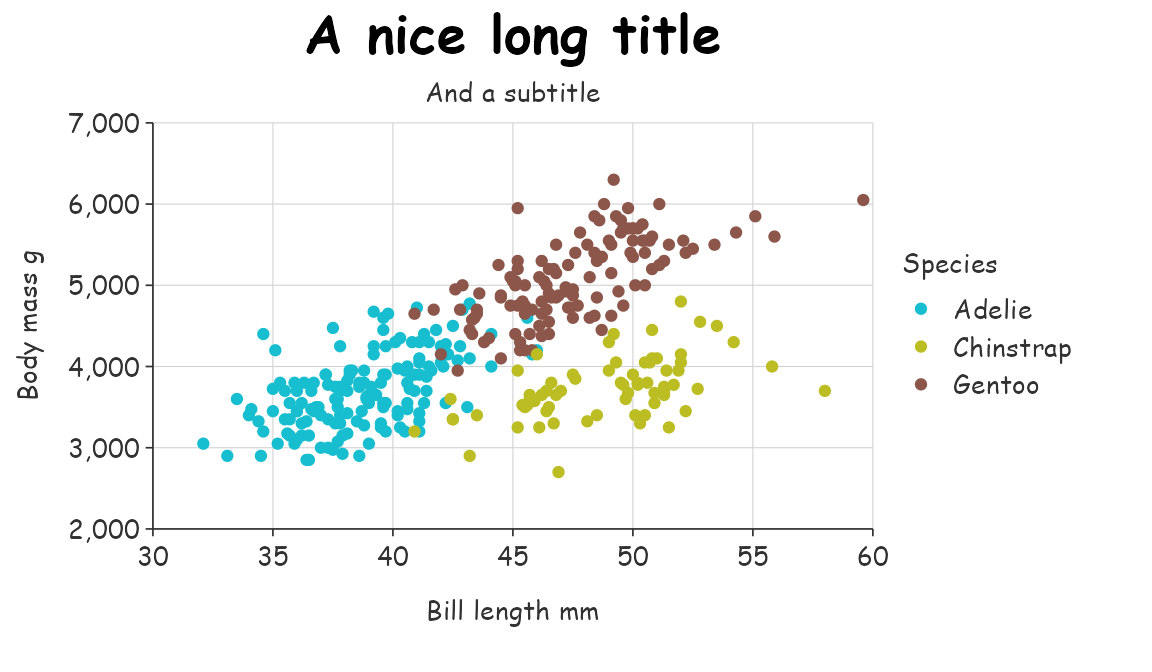 A nice long title
And a subtitle
7,000
6,000
5,000
4,000
3,000
2,000
Body mass g
30 35 40 45 50 55 60
Bill length mm
Species
Adelie
Chinstrap
Gentoo